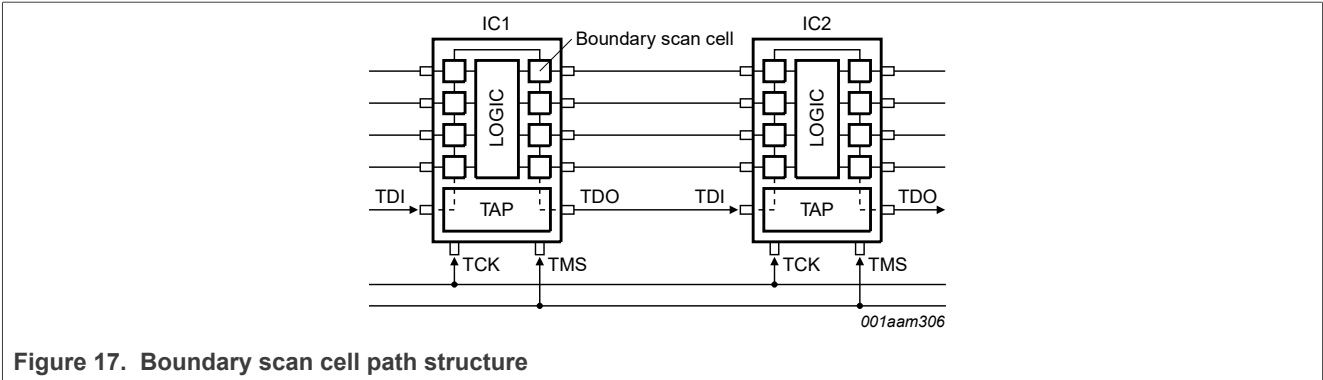 IC1
IC2
Boundary scan cell
LOGIC
LOGIC
TDI
TAP
TDO
TDI
TAP
TDO
TCK
TMS
TCK
TMS
001aam306
Figure 17. Boundary scan cell path structure